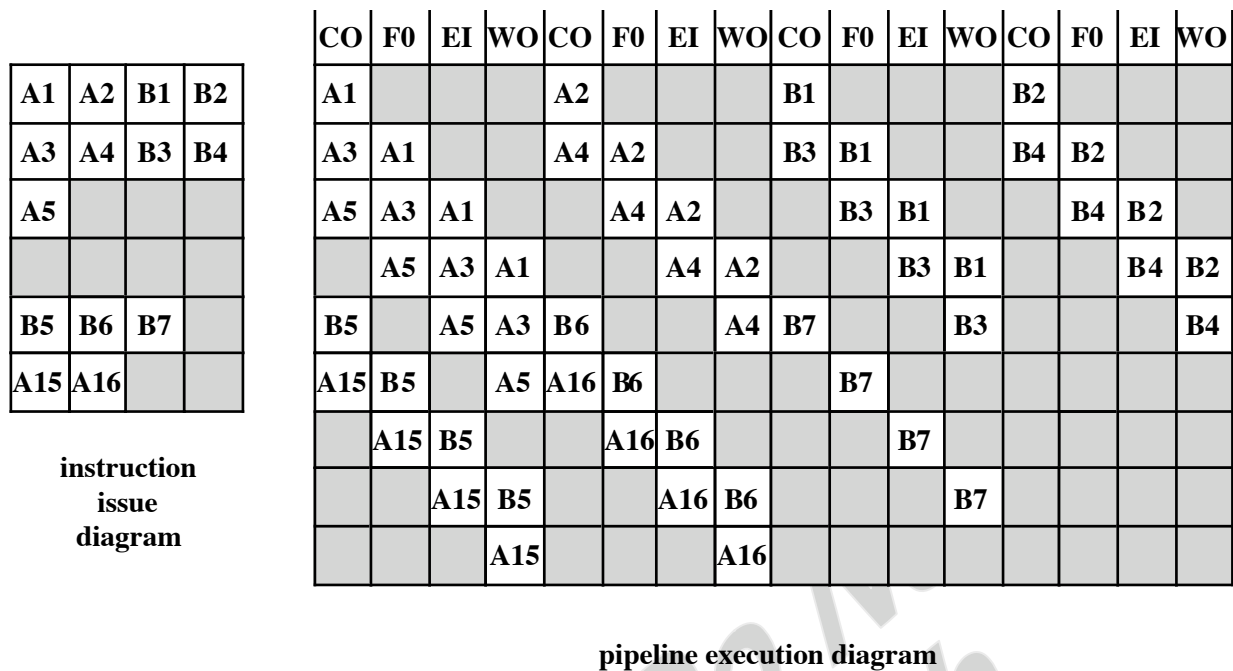 A1 A2 B1 B2
A3 A4 B3 B4
A5
B5 B6 B7
A15 A16
instruction
issue
diagram
CO F0 EI WO CO F0 EI WO CO F0 EI WO CO F0 EI WO
A1 A2 B1 B2
A3 A1 A4 A2 B3 B1 B4 B2
A5 A3 A1 A4 A2 B3 B1 B4 B2
A5 A3 A1 A4 A2 B3 B1 B4 B2
B5 A5 A3 B6 A4 B7 B3 B4
A15 B5 A5 A16 B6 B7
A15 B5 A16 B6 B7
A15 B5 A16 B6 B7
A15 A16
pipeline execution diagram